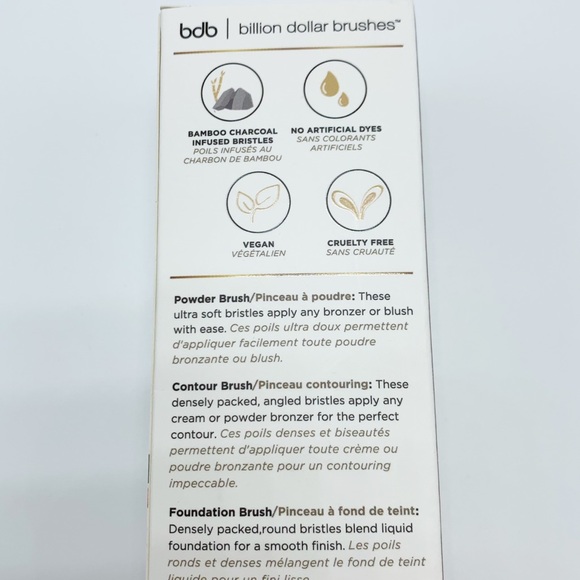 bdb | billion dollar brushes™
BAMBOO CHARCOAL
INFUSED BRISTLES
POILS INFUSÉS AU
CHARBON DE BAMBOU
NO ARTIFICIAL DYES
SANS COLORANTS
ARTIFICIELS
VEGAN
VÉGÉTALIEN
CRUELTY FREE
SANS CRUAUTÉ
Powder Brush/Pinceau à poudre: These
ultra soft bristles apply any bronzer or blush
with ease. Ces poils ultra doux permettent
d'appliquer facilement toute poudre
bronzante ou blush.
Contour Brush/Pinceau contouring: These
densely packed, angled bristles apply any
cream or powder bronzer for the perfect
contour. Ces poils denses et biseautés
permettent d'appliquer toute crème ou
poudre bronzante pour un contouring
impeccable.
Foundation Brush/Pinceau à fond de teint:
Densely packed,round bristles blend liquid
foundation for a smooth finish. Les poils
ronds et denses mélangent le fond de teint
liquide pour un fini lisse.